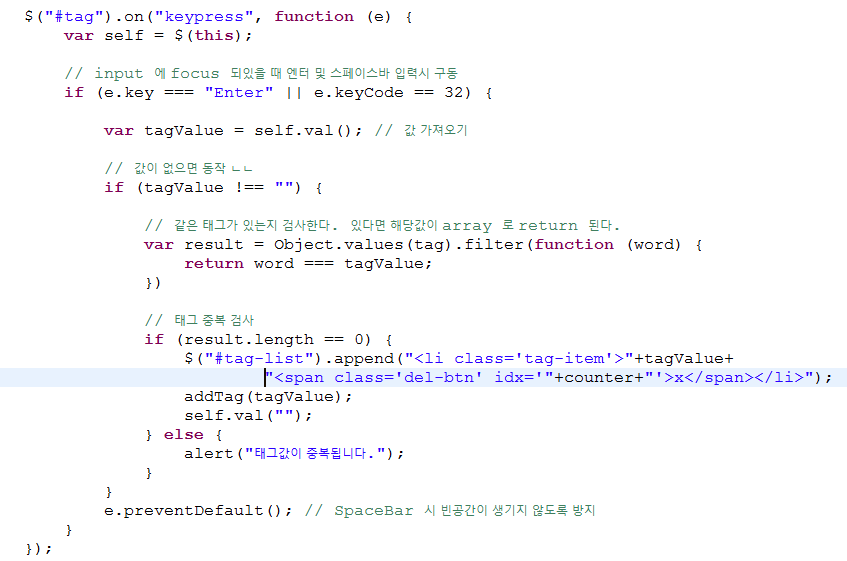 $("#tag").on("keypress", function (e) {
var self = $(this);
// input 에 focus 되있을 때 엔터 및 스페이스바 입력시 구동
if (e.key === "Enter" || e.keyCode == 32) {
var tagValue = self.val(); // 값 가져오기
// 값이 없으면 동작 ㄴㄴ
if (tagValue !== "") {
// 같은 태그가 있는지 검사한다. 있다면 해당값이 array 로 return 된다.
var result = Object.values(tag).filter(function (word) {
return word === tagValue;
})
// 태그 중복 검사
if (result.length == 0) {
$("#tag-list").append("<li class='tag-item'>"+tagValue+
"<span class='del-btn' idx='"+counter+"'>x</span></li>");
addTag(tagValue);
self.val("");
} else {
alert("태그값이 중복됩니다.");
}
}
e.preventDefault(); // SpaceBar 시 빈공간이 생기지 않도록 방지
}
});